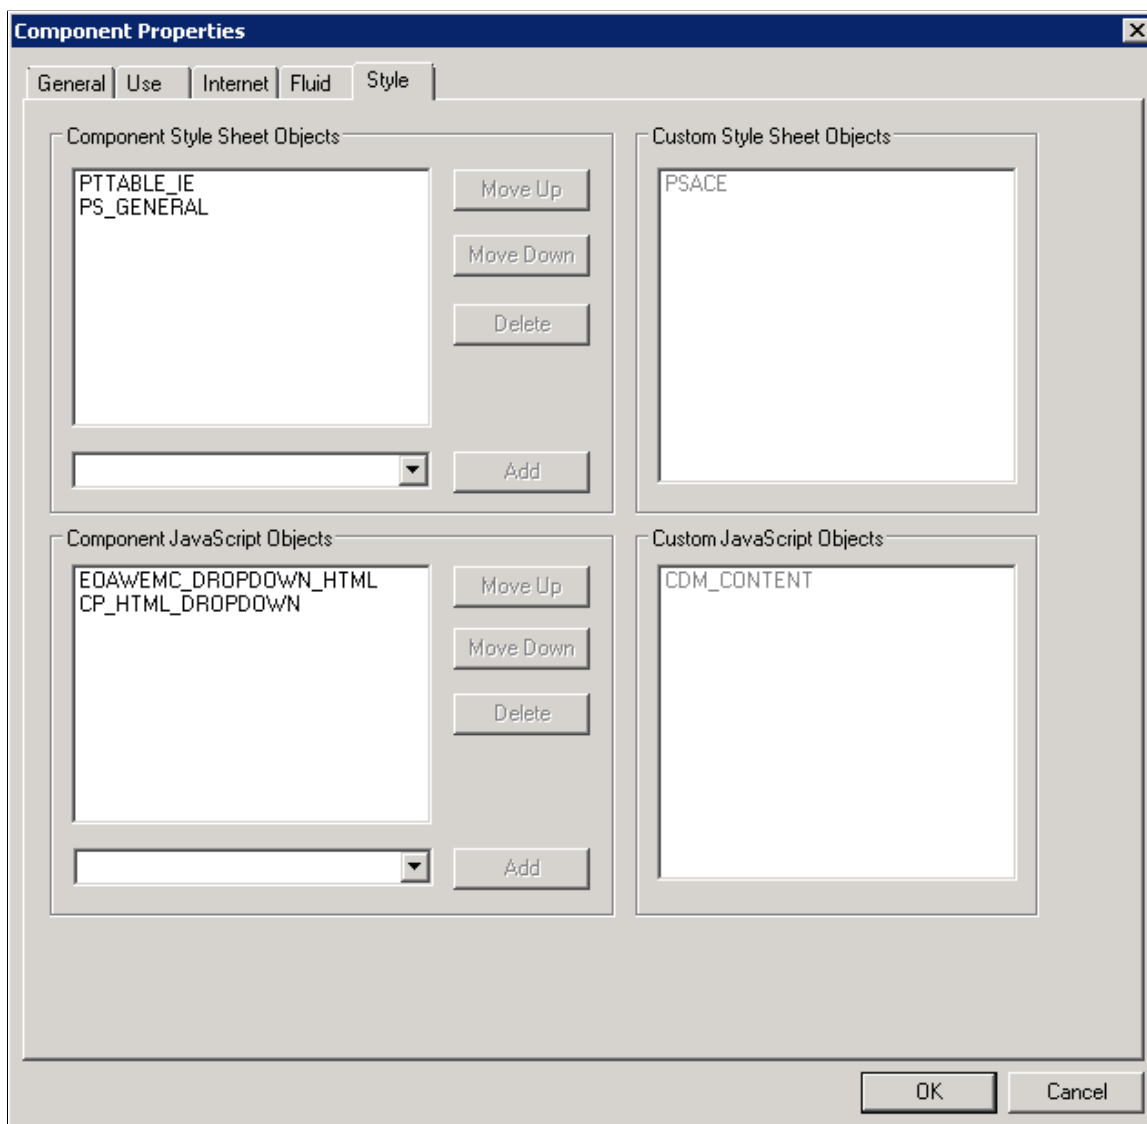 Component Properties
General Use Internet Fluid Style
Component Style Sheet Objects
PTTABLE_IE
PS_GENERAL
Move Up
Move Down
Delete
Add
Custom Style Sheet Objects
PSACE
Component JavaScript Objects
EOAWEMC_DROPDOWN_HTML
CP_HTML_DROPDOWN
Move Up
Move Down
Delete
Add
Custom JavaScript Objects
CDM_CONTENT
OK Cancel